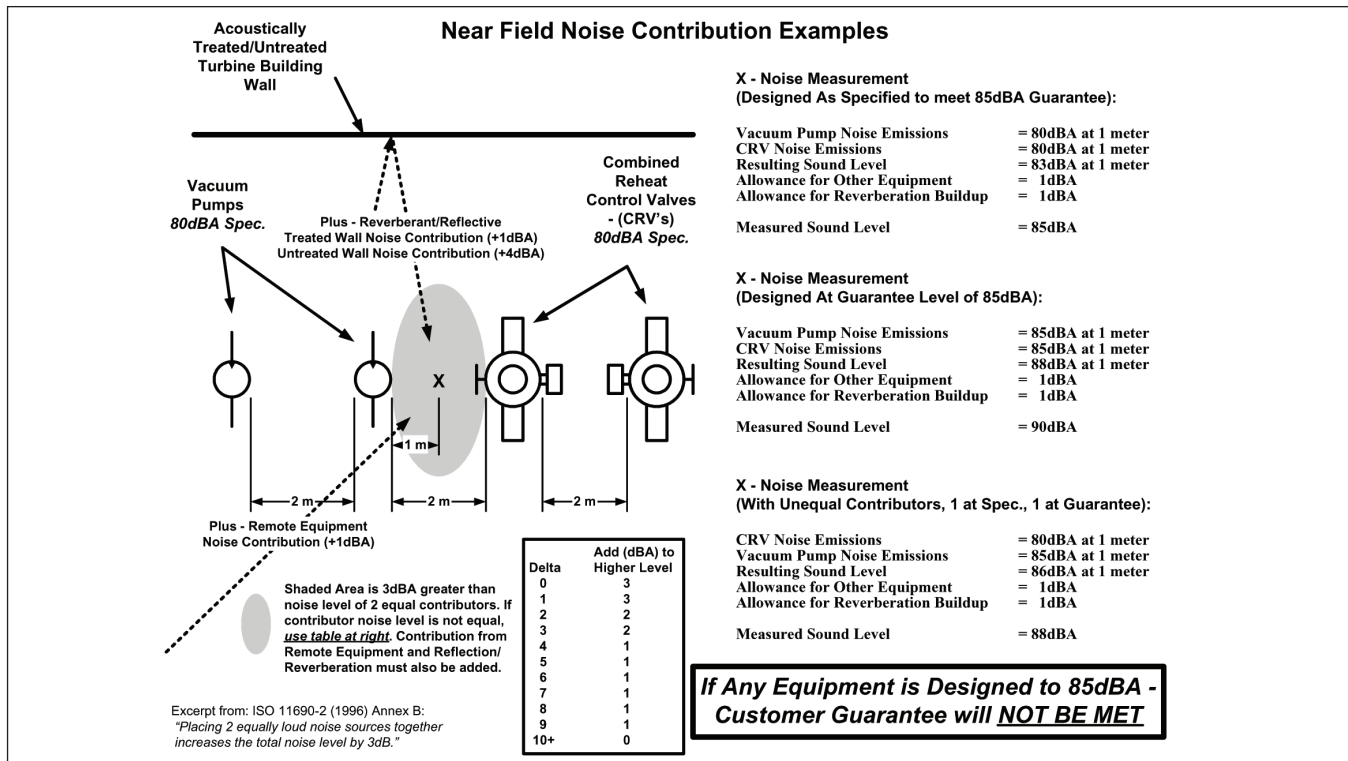 Near Field Noise Contribution Examples
Acoustically
Treated/Untreated
Turbine Building
Wall
Vacuum
Pumps
80dBA Spec.
Plus - Reverberant/Reflective
Treated Wall Noise Contribution (+1dBA)
Untreated Wall Noise Contribution (+4dBA)
Combined
Reheat
Control Valves
- (CRV's)
80dBA Spec.
X
1 m
2 m
2 m
2 m
Plus - Remote Equipment
Noise Contribution (+1dBA)
Shaded Area is 3dBA greater than
noise level of 2 equal contributors. If
contributor noise level is not equal,
use table at right. Contribution from
Remote Equipment and Reflection/
Reverberation must also be added.
Excerpt from: ISO 11690-2 (1996) Annex B:
"Placing 2 equally loud noise sources together
increases the total noise level by 3dB."
Delta Add (dBA) to
Higher Level
0 3
1 3
2 2
3 2
4 1
5 1
6 1
7 1
8 1
9 1
10+ 0
X - Noise Measurement
(Designed As Specified to meet 85dBA Guarantee):
Vacuum Pump Noise Emissions = 80dBA at 1 meter
CRV Noise Emissions = 80dBA at 1 meter
Resulting Sound Level = 83dBA at 1 meter
Allowance for Other Equipment = 1dBA
Allowance for Reverberation Buildup = 1dBA
Measured Sound Level = 85dBA
X - Noise Measurement
(Designed At Guarantee Level of 85dBA):
Vacuum Pump Noise Emissions = 85dBA at 1 meter
CRV Noise Emissions = 85dBA at 1 meter
Resulting Sound Level = 88dBA at 1 meter
Allowance for Other Equipment = 1dBA
Allowance for Reverberation Buildup = 1dBA
Measured Sound Level = 90dBA
X - Noise Measurement
(With Unequal Contributors, 1 at Spec., 1 at Guarantee):
CRV Noise Emissions = 80dBA at 1 meter
Vacuum Pump Noise Emissions = 85dBA at 1 meter
Resulting Sound Level = 86dBA at 1 meter
Allowance for Other Equipment = 1dBA
Allowance for Reverberation Buildup = 1dBA
Measured Sound Level = 88dBA
If Any Equipment is Designed to 85dBA -
Customer Guarantee will NOT BE MET